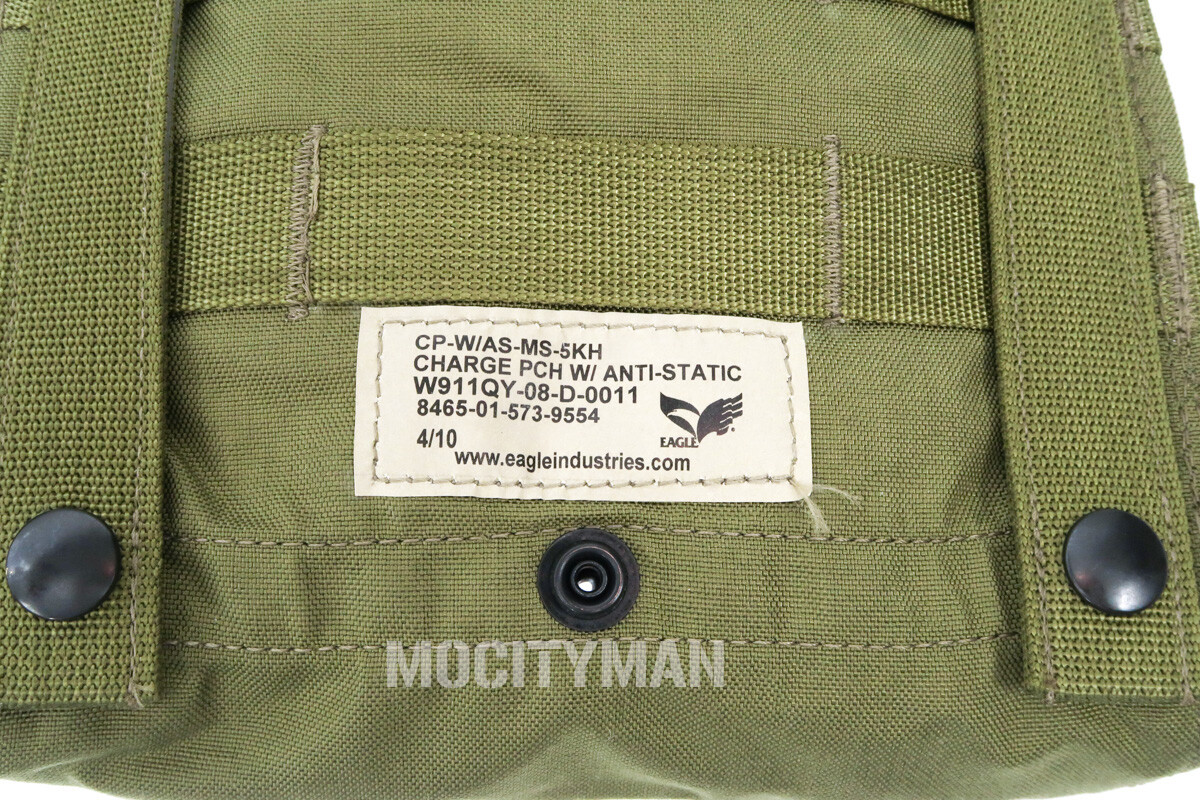 CP-W/AS-MS-5KH
CHARGE PCH W/ ANTI-STATIC
W911QY-08-D-0011
8465-01-573-9554
4/10
EAGLE
www.eagleindustries.com
MOCITYMAN